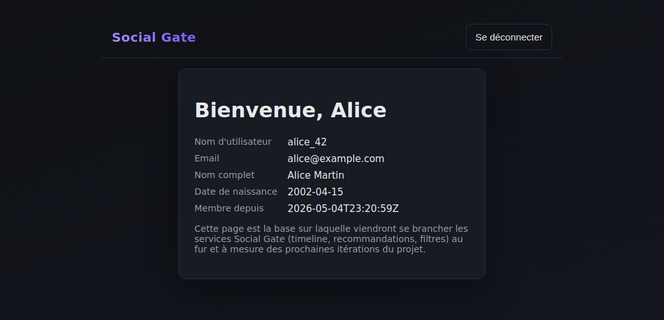 Social Gate
Se déconnecter
Bienvenue, Alice
Nom d'utilisateur alice_42
Email alice@example.com
Nom complet Alice Martin
Date de naissance 2002-04-15
Membre depuis 2026-05-04T23:20:59Z
Cette page est la base sur laquelle viendront se brancher les
services Social Gate (timeline, recommandations, filtres) au
fur et à mesure des prochaines itérations du projet.